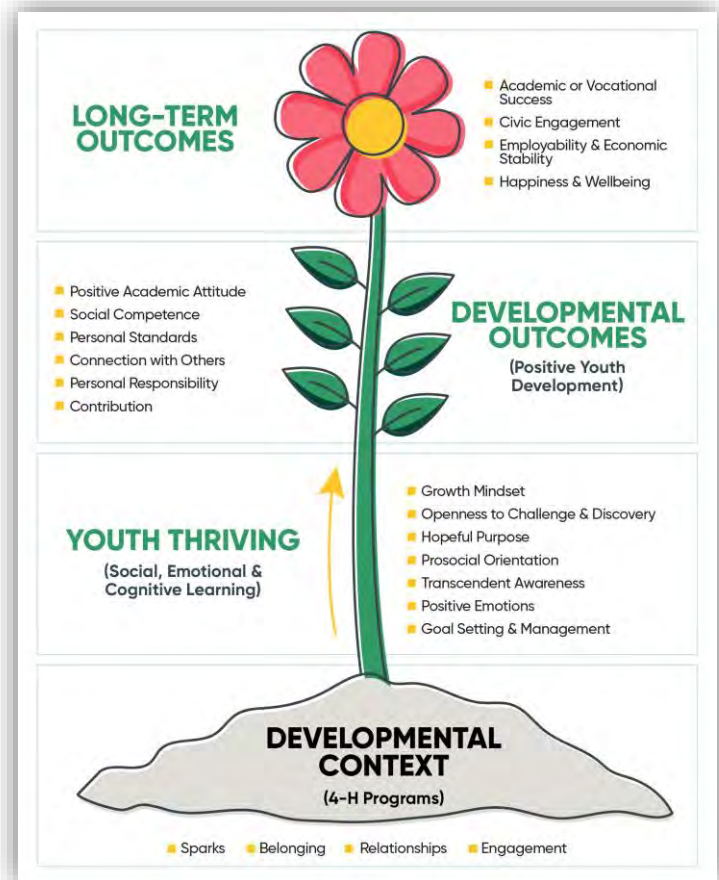 LONG-TERM
OUTCOMES
Academic or Vocational
Success
Civic Engagement
Employability & Economic
Stability
Happiness & Wellbeing
Positive Academic Attitude
Social Competence
Personal Standards
Connection with Others
Personal Responsibility
Contribution
DEVELOPMENTAL
OUTCOMES
(Positive Youth
Development)
YOUTH THRIVING
(Social, Emotional &
Cognitive Learning)
Growth Mindset
Openness to Challenge & Discovery
Hopeful Purpose
Prosocial Orientation
Transcendent Awareness
Positive Emotions
Goal Setting & Management
DEVELOPMENTAL
CONTEXT
(4-H Programs)
Sparks Belonging Relationships Engagement